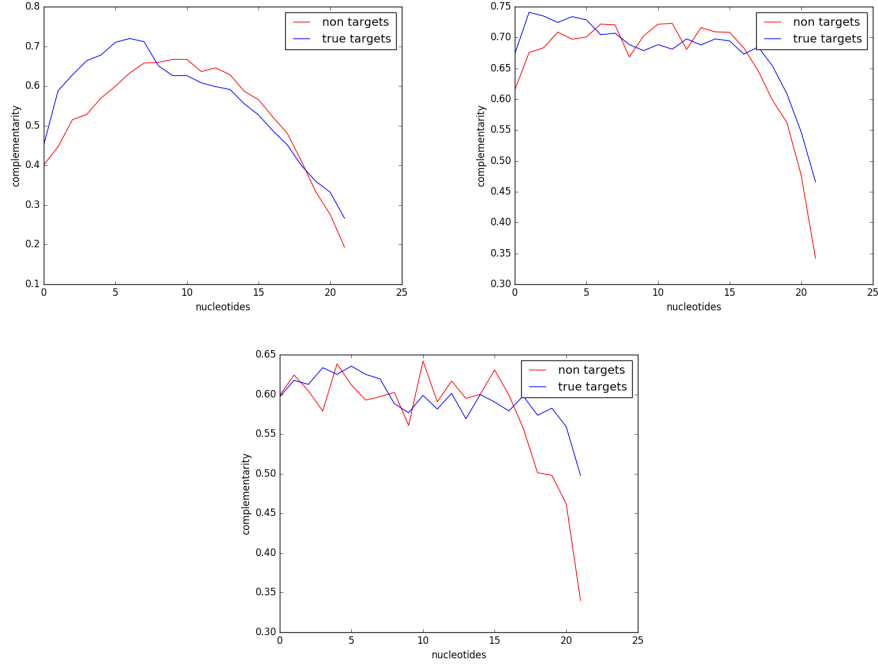 0.8
0.7
0.6
0.5
0.4
0.3
0.2
0.1
complementarity
non targets
true targets
0 5 10 15 20 25
nucleotides
0.75
0.70
0.65
0.60
0.55
0.50
0.45
0.40
0.35
0.30
complementarity
non targets
true targets
0 5 10 15 20 25
nucleotides
0.65
0.60
0.55
0.50
0.45
0.40
0.35
0.30
complementarity
non targets
true targets
0 5 10 15 20 25
nucleotides